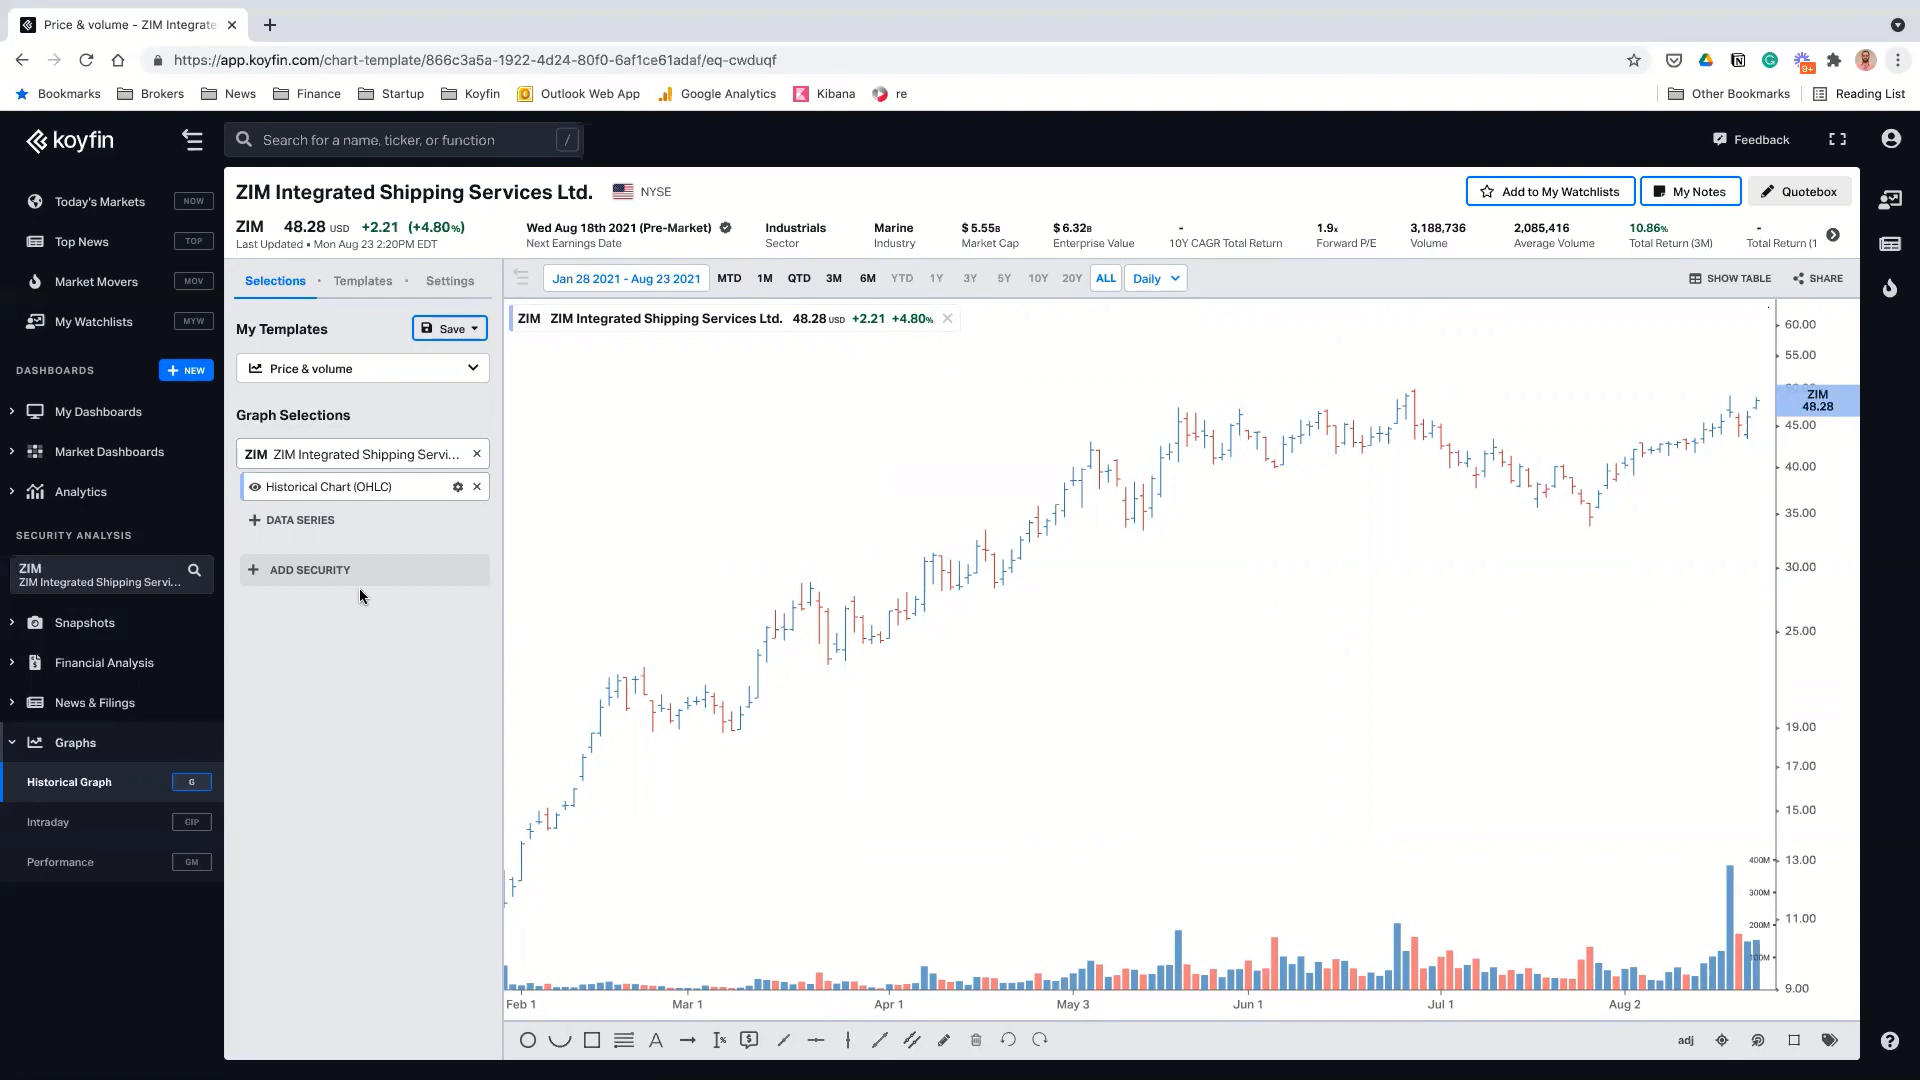 Price & volume - ZIM Integrate
https://app.koyfin.com/chart-template/866c3a5a-1922-4d24-80f0-6af1ce61adaf/eq-cwduqf
9+
Bookmarks Brokers News Finance Startup Koyfin Outlook Web App Google Analytics Kibana re Other Bookmarks Reading List
koyfin
Search for a name, ticker, or function /
Feedback
Today's Markets NOW
Top News TOP
Market Movers MOV
My Watchlists MYW
DASHBOARDS + NEW
My Dashboards
Market Dashboards
Analytics
SECURITY ANALYSIS
ZIM
ZIM Integrated Shipping Servi...
Snapshots
Financial Analysis
News & Filings
Graphs
Historical Graph G
Intraday GIP
Performance GM
ZIM Integrated Shipping Services Ltd. NYSE
Add to My Watchlists My Notes Quotebox
ZIM 48.28 USD +2.21 (+4.80%)
Last Updated • Mon Aug 23 2:20PM EDT
Wed Aug 18th 2021 (Pre-Market)
Next Earnings Date
Industrials
Sector
Marine
Industry
$ 5.55B
Market Cap
$ 6.32B
Enterprise Value
-
10Y CAGR Total Return
1.9x
Forward P/E
3,188,736
Volume
2,085,416
Average Volume
10.86%
Total Return (3M)
-
Total Return (1
Selections • Templates • Settings
My Templates Save
Price & volume
Graph Selections
ZIM ZIM Integrated Shipping Servi...
Historical Chart (OHLC)
+ DATA SERIES
+ ADD SECURITY
Jan 28 2021 - Aug 23 2021 MTD 1M QTD 3M 6M YTD 1Y 3Y 5Y 10Y 20Y ALL Daily SHOW TABLE SHARE
ZIM ZIM Integrated Shipping Services Ltd. 48.28 USD +2.21 +4.80%
60.00
55.00
ZIM
48.28
45.00
40.00
35.00
30.00
25.00
19.00
17.00
15.00
13.00
11.00
9.00
400M
300M
200M
100M
Feb 1 Mar 1 Apr 1 May 3 Jun 1 Jul 1 Aug 2
A
adj